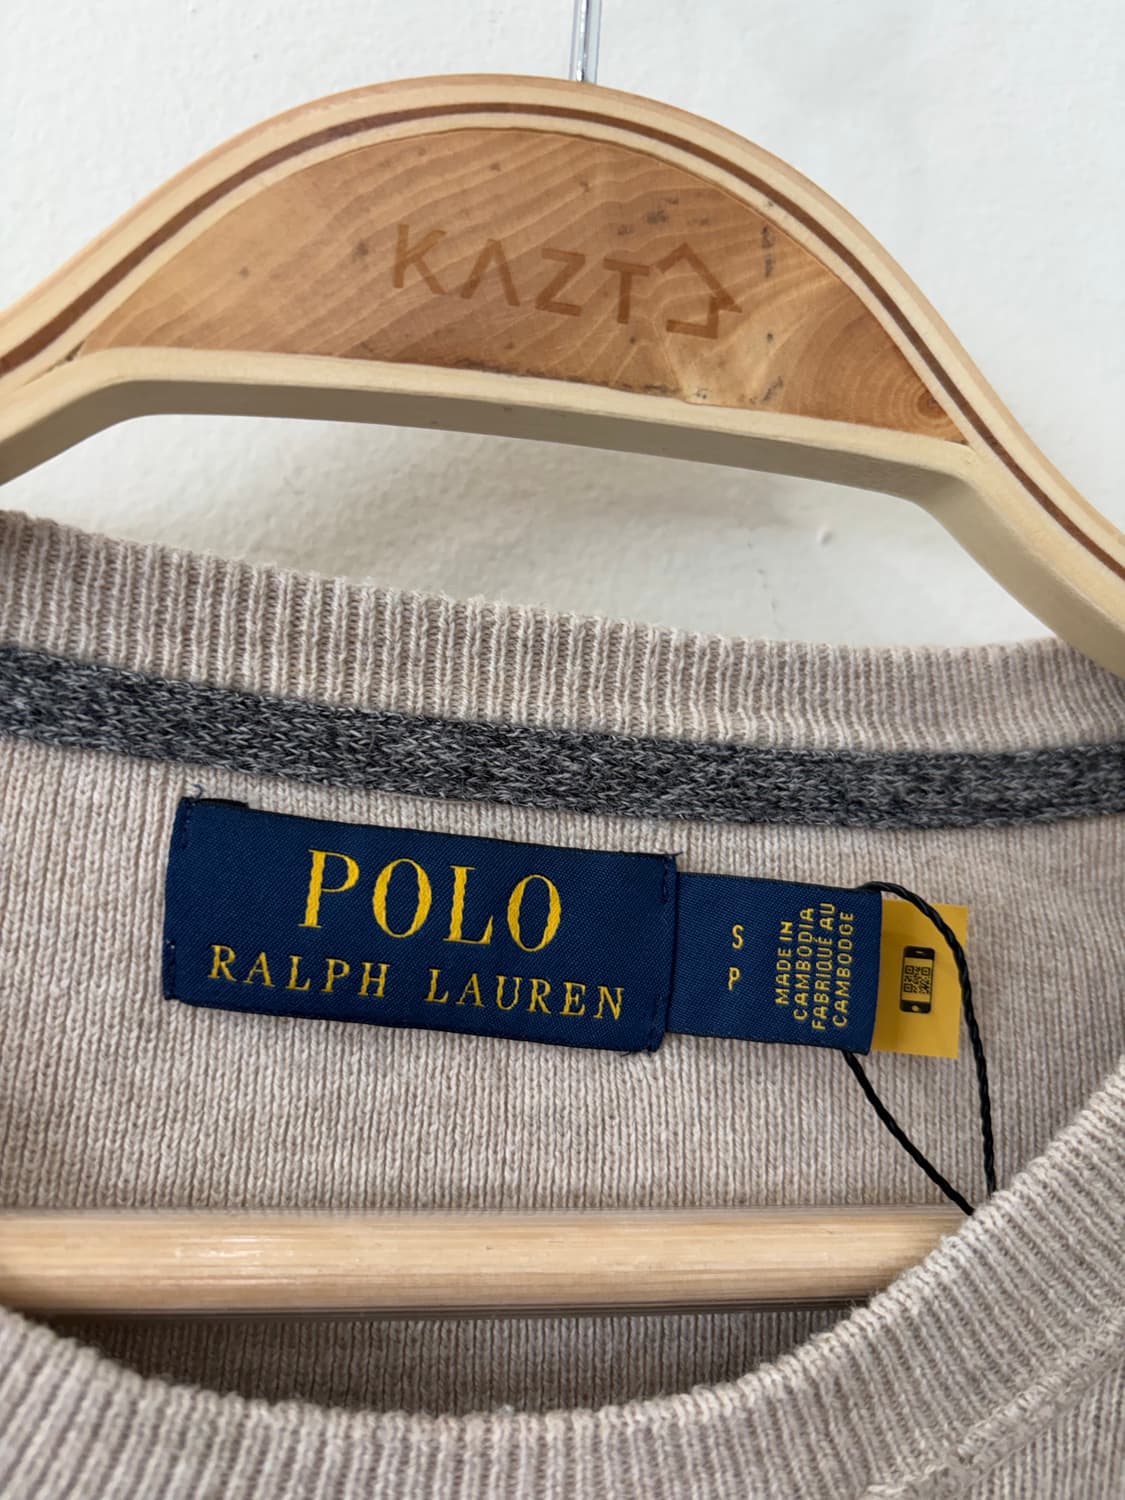 KAZT
POLO
RALPH LAUREN
S
P
MADE IN
CAMBODIA
FABRIQUÉ AU
CAMBODGE